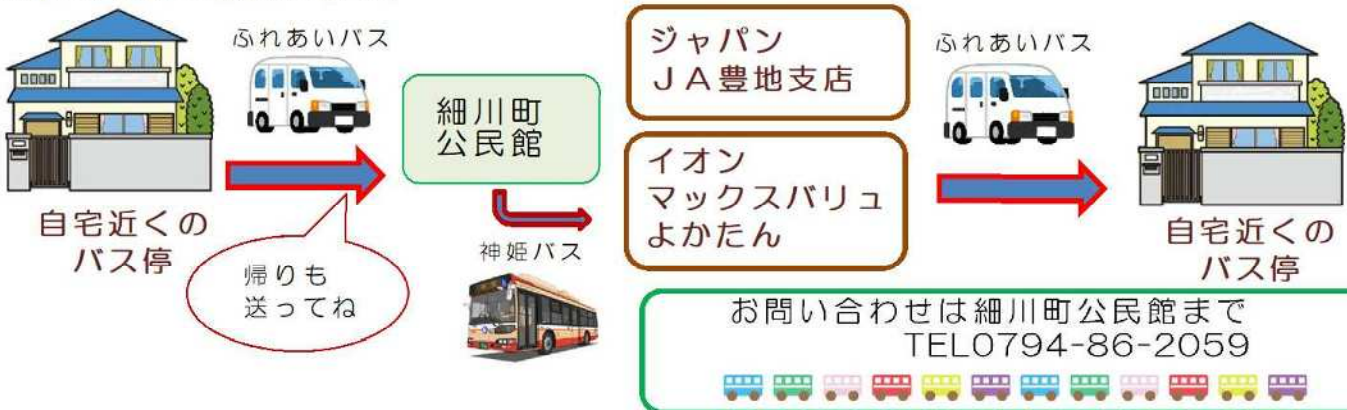 ふれあいバス
細川町
公民館
自宅近くの
バス停
帰りも
送ってね
神姫バス
ジャパン
JA豊地支店
イオン
マックスバリュ
よかたん
ふれあいバス
自宅近くの
バス停
お問い合わせは細川町公民館まで
TEL0794-86-2059